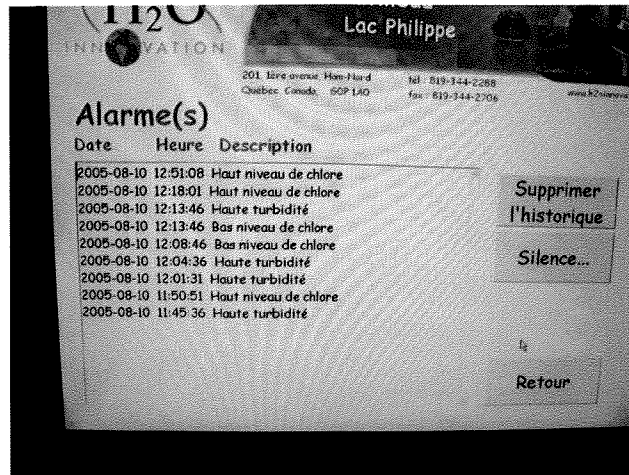 H2O
INNOVATION
Lac Philippe
201, 1ère avenue, Ham-Nord
Québec, Canada, G0P 1A0
tél : 819-344-2288
fax : 819-344-2706
Alarme(s)
Date Heure Description
2005-08-10 12:51:08 Haut niveau de chlore
2005-08-10 12:18:01 Haut niveau de chlore
2005-08-10 12:13:46 Haute turbidité
2005-08-10 12:13:46 Bas niveau de chlore
2005-08-10 12:08:46 Bas niveau de chlore
2005-08-10 12:04:36 Haute turbidité
2005-08-10 12:01:31 Haute turbidité
2005-08-10 11:50:51 Haut niveau de chlore
2005-08-10 11:45:36 Haute turbidité
Supprimer
l'historique
Silence...
Retour